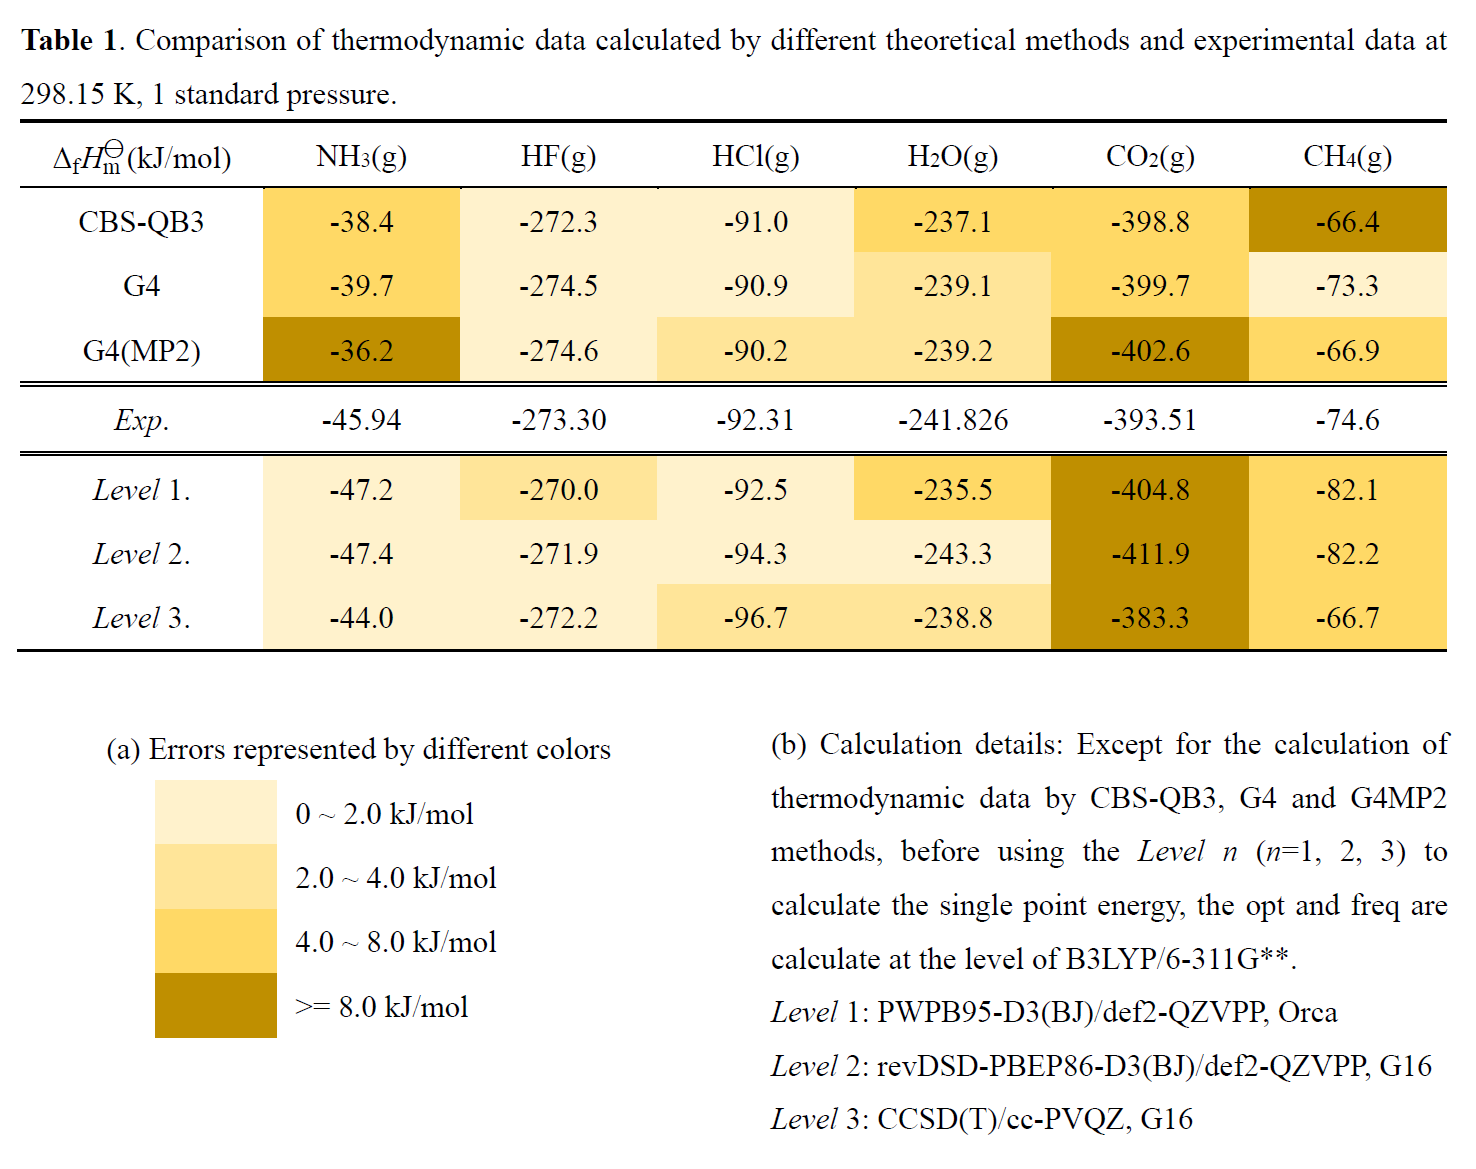 Table 1. Comparison of thermodynamic data calculated by different theoretical methods and experimental data at
298.15 K, 1 standard pressure.
ΔfH⊖m(kJ/mol) NH3(g) HF(g) HCl(g) H2O(g) CO2(g) CH4(g)
CBS-QB3 -38.4 -272.3 -91.0 -237.1 -398.8 -66.4
G4 -39.7 -274.5 -90.9 -239.1 -399.7 -73.3
G4(MP2) -36.2 -274.6 -90.2 -239.2 -402.6 -66.9
Exp. -45.94 -273.30 -92.31 -241.826 -393.51 -74.6
Level 1. -47.2 -270.0 -92.5 -235.5 -404.8 -82.1
Level 2. -47.4 -271.9 -94.3 -243.3 -411.9 -82.2
Level 3. -44.0 -272.2 -96.7 -238.8 -383.3 -66.7
(a) Errors represented by different colors
0 ~ 2.0 kJ/mol
2.0 ~ 4.0 kJ/mol
4.0 ~ 8.0 kJ/mol
>= 8.0 kJ/mol
(b) Calculation details: Except for the calculation of
thermodynamic data by CBS-QB3, G4 and G4MP2
methods, before using the Level n (n=1, 2, 3) to
calculate the single point energy, the opt and freq are
calculate at the level of B3LYP/6-311G**.
Level 1: PWPB95-D3(BJ)/def2-QZVPP, Orca
Level 2: revDSD-PBEP86-D3(BJ)/def2-QZVPP, G16
Level 3: CCSD(T)/cc-PVQZ, G16